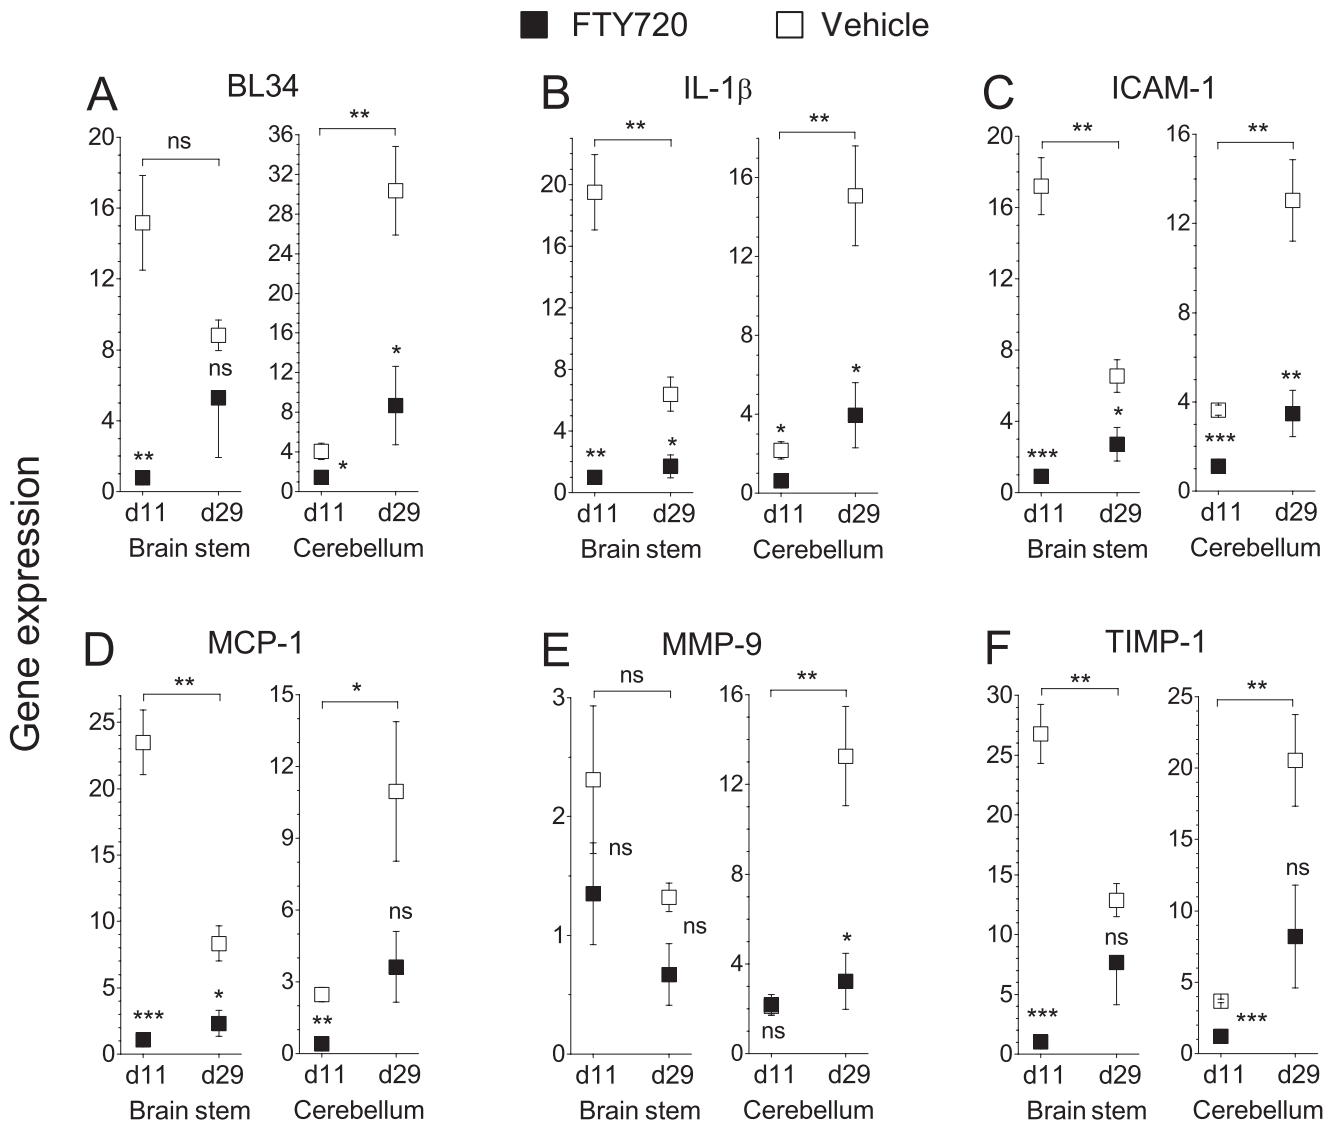 FTY720 Vehicle
Gene expression
A BL34
20
16
12
8
4
0
ns
ns
**
d11 d29
Brain stem
36
32
28
24
20
16
12
8
4
0
**
*
*
d11 d29
Cerebellum
B IL-1β
20
16
12
8
4
0
**
**
*
d11 d29
Brain stem
16
12
8
4
0
**
*
*
d11 d29
Cerebellum
C ICAM-1
20
16
12
8
4
0
**
*
***
d11 d29
Brain stem
16
12
8
4
0
**
**
***
d11 d29
Cerebellum
D MCP-1
25
20
15
10
5
0
**
*
***
d11 d29
Brain stem
15
12
9
6
3
0
*
ns
**
d11 d29
Cerebellum
E MMP-9
3
2
1
0
ns
ns
ns
d11 d29
Brain stem
16
12
8
4
0
**
*
ns
d11 d29
Cerebellum
F TIMP-1
30
25
20
15
10
5
0
**
ns
***
d11 d29
Brain stem
25
20
15
10
5
0
**
ns
***
d11 d29
Cerebellum